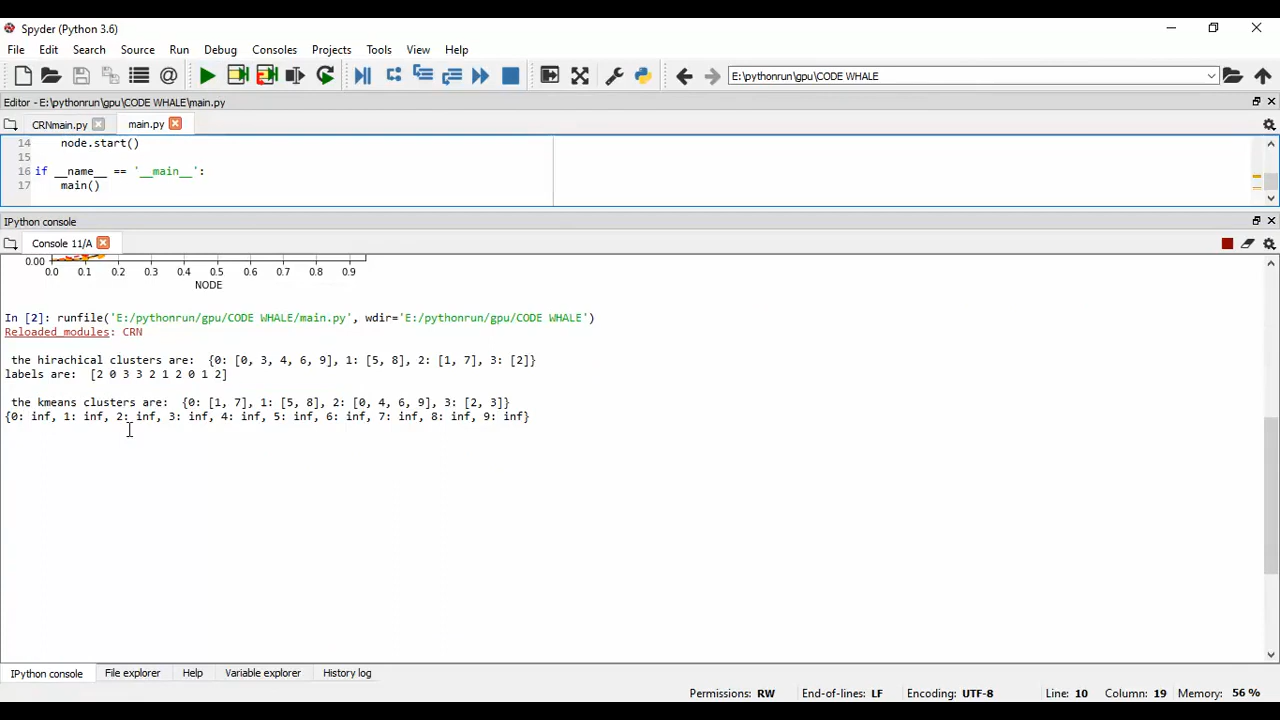 Spyder (Python 3.6)
File Edit Search Source Run Debug Consoles Projects Tools View Help
E:\pythonrun\gpu\CODE WHALE
Editor - E:\pythonrun\gpu\CODE WHALE\main.py
CRNmain.py main.py
14 node.start()
15
16 if __name__ == '__main__':
17 main()
IPython console
Console 11/A
0.00
0.0 0.1 0.2 0.3 0.4 0.5 0.6 0.7 0.8 0.9
NODE
In [2]: runfile('E:/pythonrun/gpu/CODE WHALE/main.py', wdir='E:/pythonrun/gpu/CODE WHALE')
Reloaded modules: CRN
the hirachical clusters are: {0: [0, 3, 4, 6, 9], 1: [5, 8], 2: [1, 7], 3: [2]}
labels are: [2 0 3 3 2 1 2 0 1 2]
the kmeans clusters are: {0: [1, 7], 1: [5, 8], 2: [0, 4, 6, 9], 3: [2, 3]}
{0: inf, 1: inf, 2: inf, 3: inf, 4: inf, 5: inf, 6: inf, 7: inf, 8: inf, 9: inf}
IPython console File explorer Help Variable explorer History log
Permissions: RW End-of-lines: LF Encoding: UTF-8 Line: 10 Column: 19 Memory: 56 %